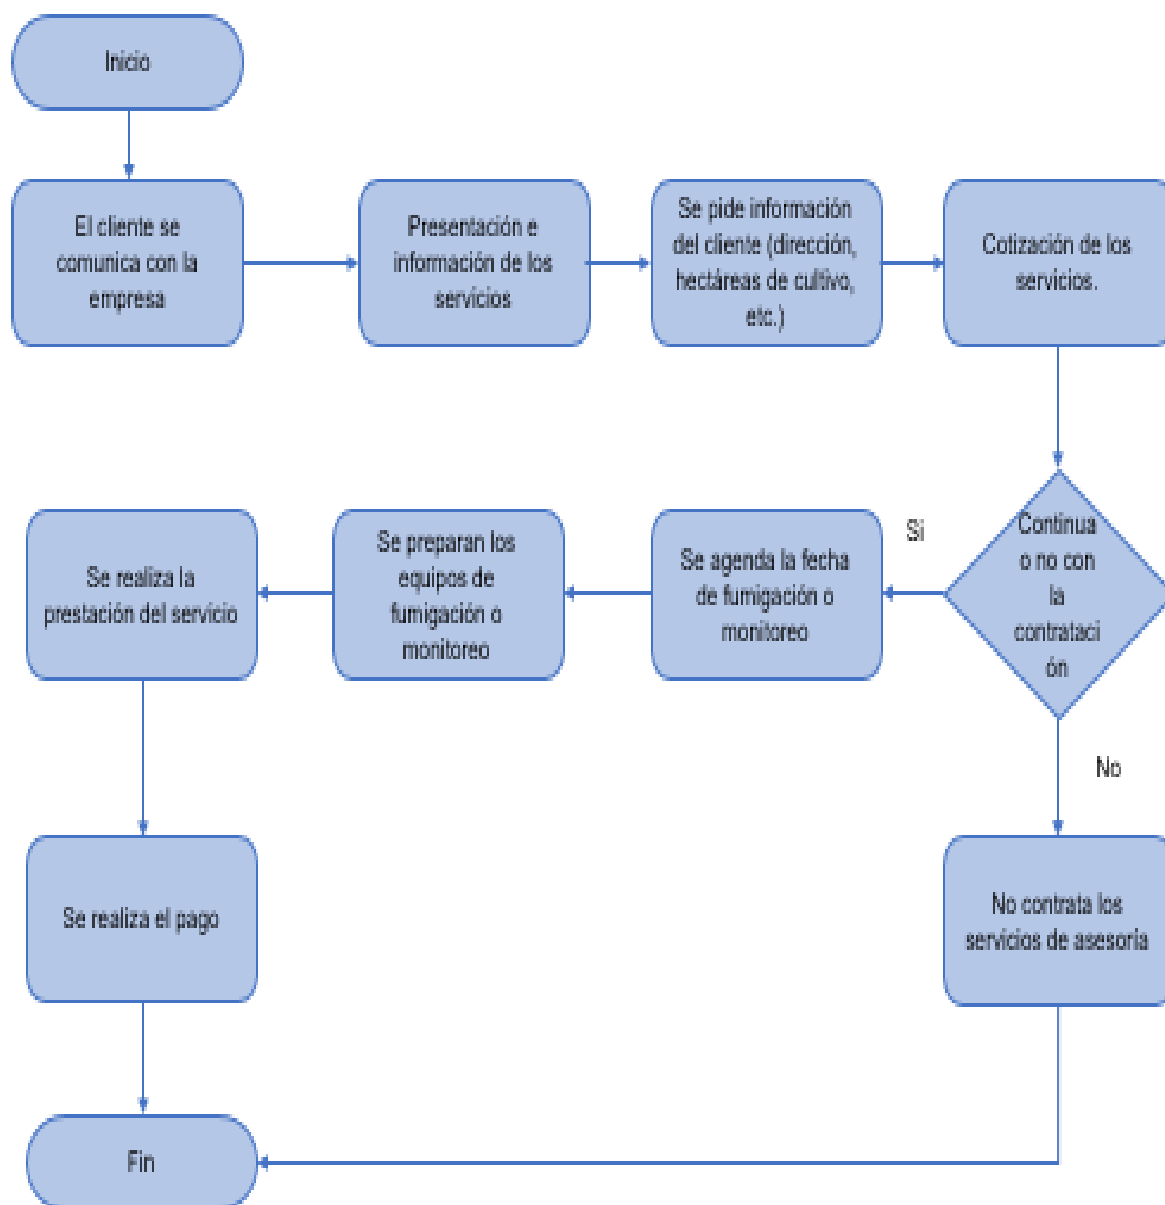 Inicio
El cliente se
comunica con la
empresa
Presentación e
información de los
servicios
Se pide información
del cliente (dirección,
hectáreas de cultivo,
etc.)
Cotización de los
servicios.
Continua
o no con
la
contrataci
ón
Si
Se agenda la fecha
de fumigación o
monitoreo
Se preparan los
equipos de
fumigación o
monitoreo
Se realiza la
prestación del servicio
No
Se realiza el pago
No contrata los
servicios de asesoria
Fin